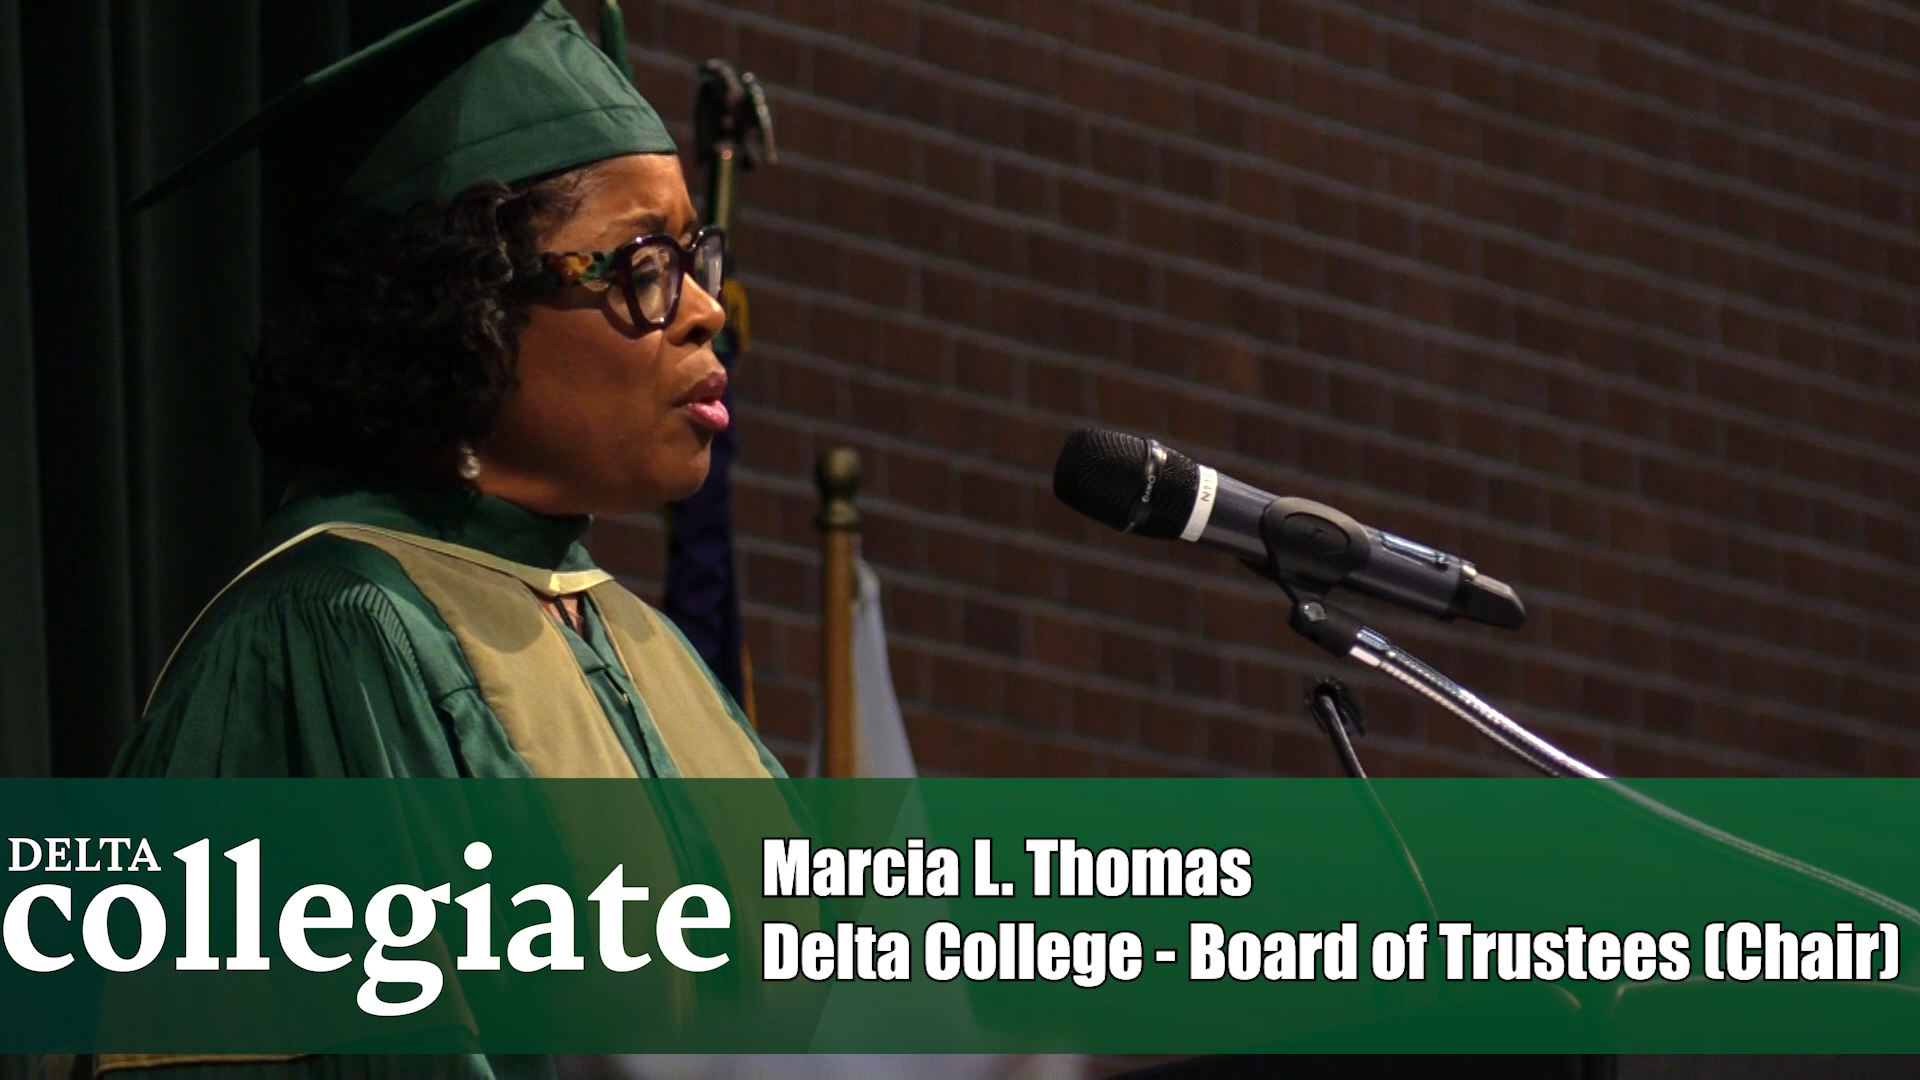 DELTA
collegiate
Marcia L. Thomas
Delta College - Board of Trustees (Chair)